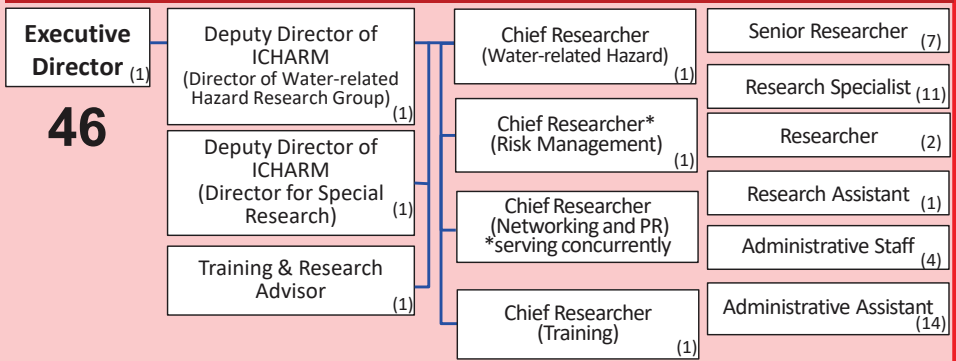 Executive
Director (1)
46
Deputy Director of
ICHARM
(Director of Water-related
Hazard Research Group)
(1)
Deputy Director of
ICHARM
(Director for Special
Research)
(1)
Training & Research
Advisor
(1)
Chief Researcher
(Water-related Hazard)
(1)
Chief Researcher*
(Risk Management)
(1)
Chief Researcher
(Networking and PR)
*serving concurrently
Chief Researcher
(Training)
(1)
Senior Researcher (7)
Research Specialist (11)
Researcher (2)
Research Assistant (1)
Administrative Staff
(4)
Administrative Assistant
(14)